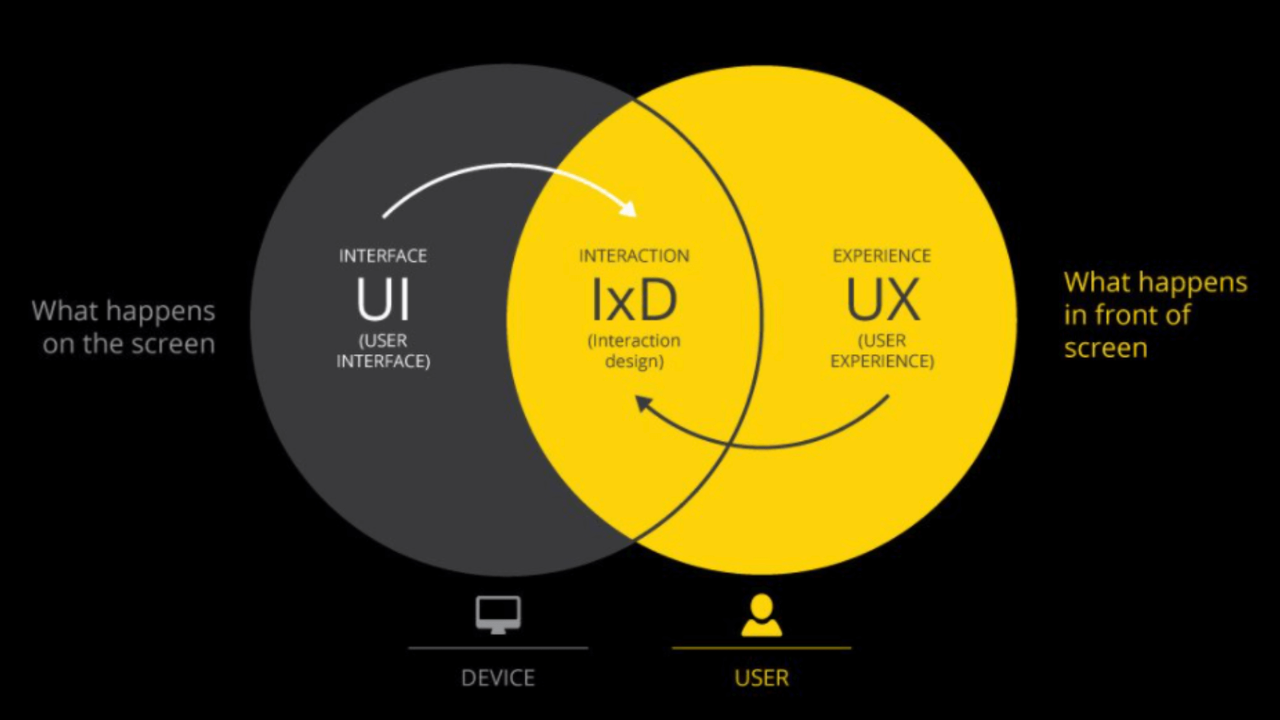 What happens
on the screen
INTERFACE
UI
(USER
INTERFACE)
INTERACTION
IxD
(Interaction
design)
EXPERIENCE
UX
(USER
EXPERIENCE)
What happens
in front of
screen
DEVICE
USER